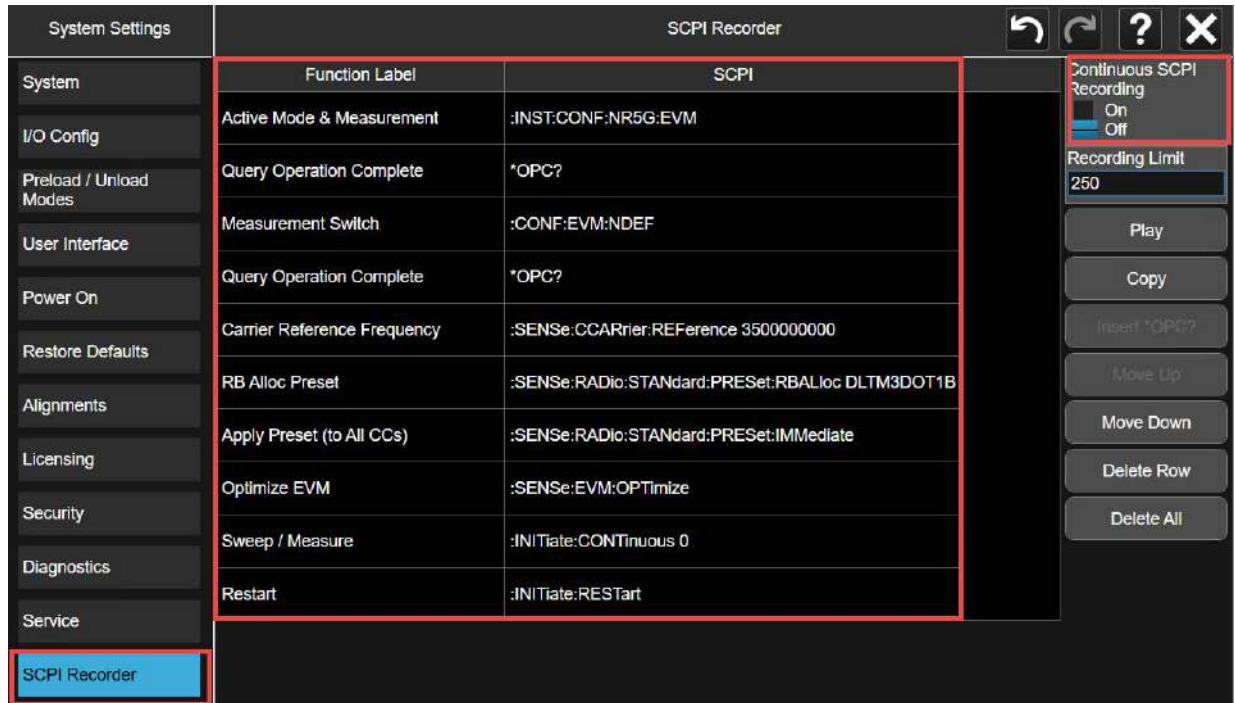 System Settings
SCPI Recorder
?
System
I/O Config
Preload / Unload
Modes
User Interface
Power On
Restore Defaults
Alignments
Licensing
Security
Diagnostics
Service
SCPI Recorder
Function Label SCPI
Active Mode & Measurement :INST:CONF:NR5G:EVM
Query Operation Complete *OPC?
Measurement Switch :CONF:EVM:NDEF
Query Operation Complete *OPC?
Carrier Reference Frequency :SENSe:CCARrier:REFerence 3500000000
RB Alloc Preset :SENSe:RADio:STANdard:PRESet:RBALloc DLTM3DOT1B
Apply Preset (to All CCs) :SENSe:RADio:STANdard:PRESet:IMMediate
Optimize EVM :SENSe:EVM:OPTimize
Sweep / Measure :INITiate:CONTinuous 0
Restart :INITiate:RESTart
Continuous SCPI
Recording
On
Off
Recording Limit
250
Play
Copy
Insert *OPC?
Move Up
Move Down
Delete Row
Delete All